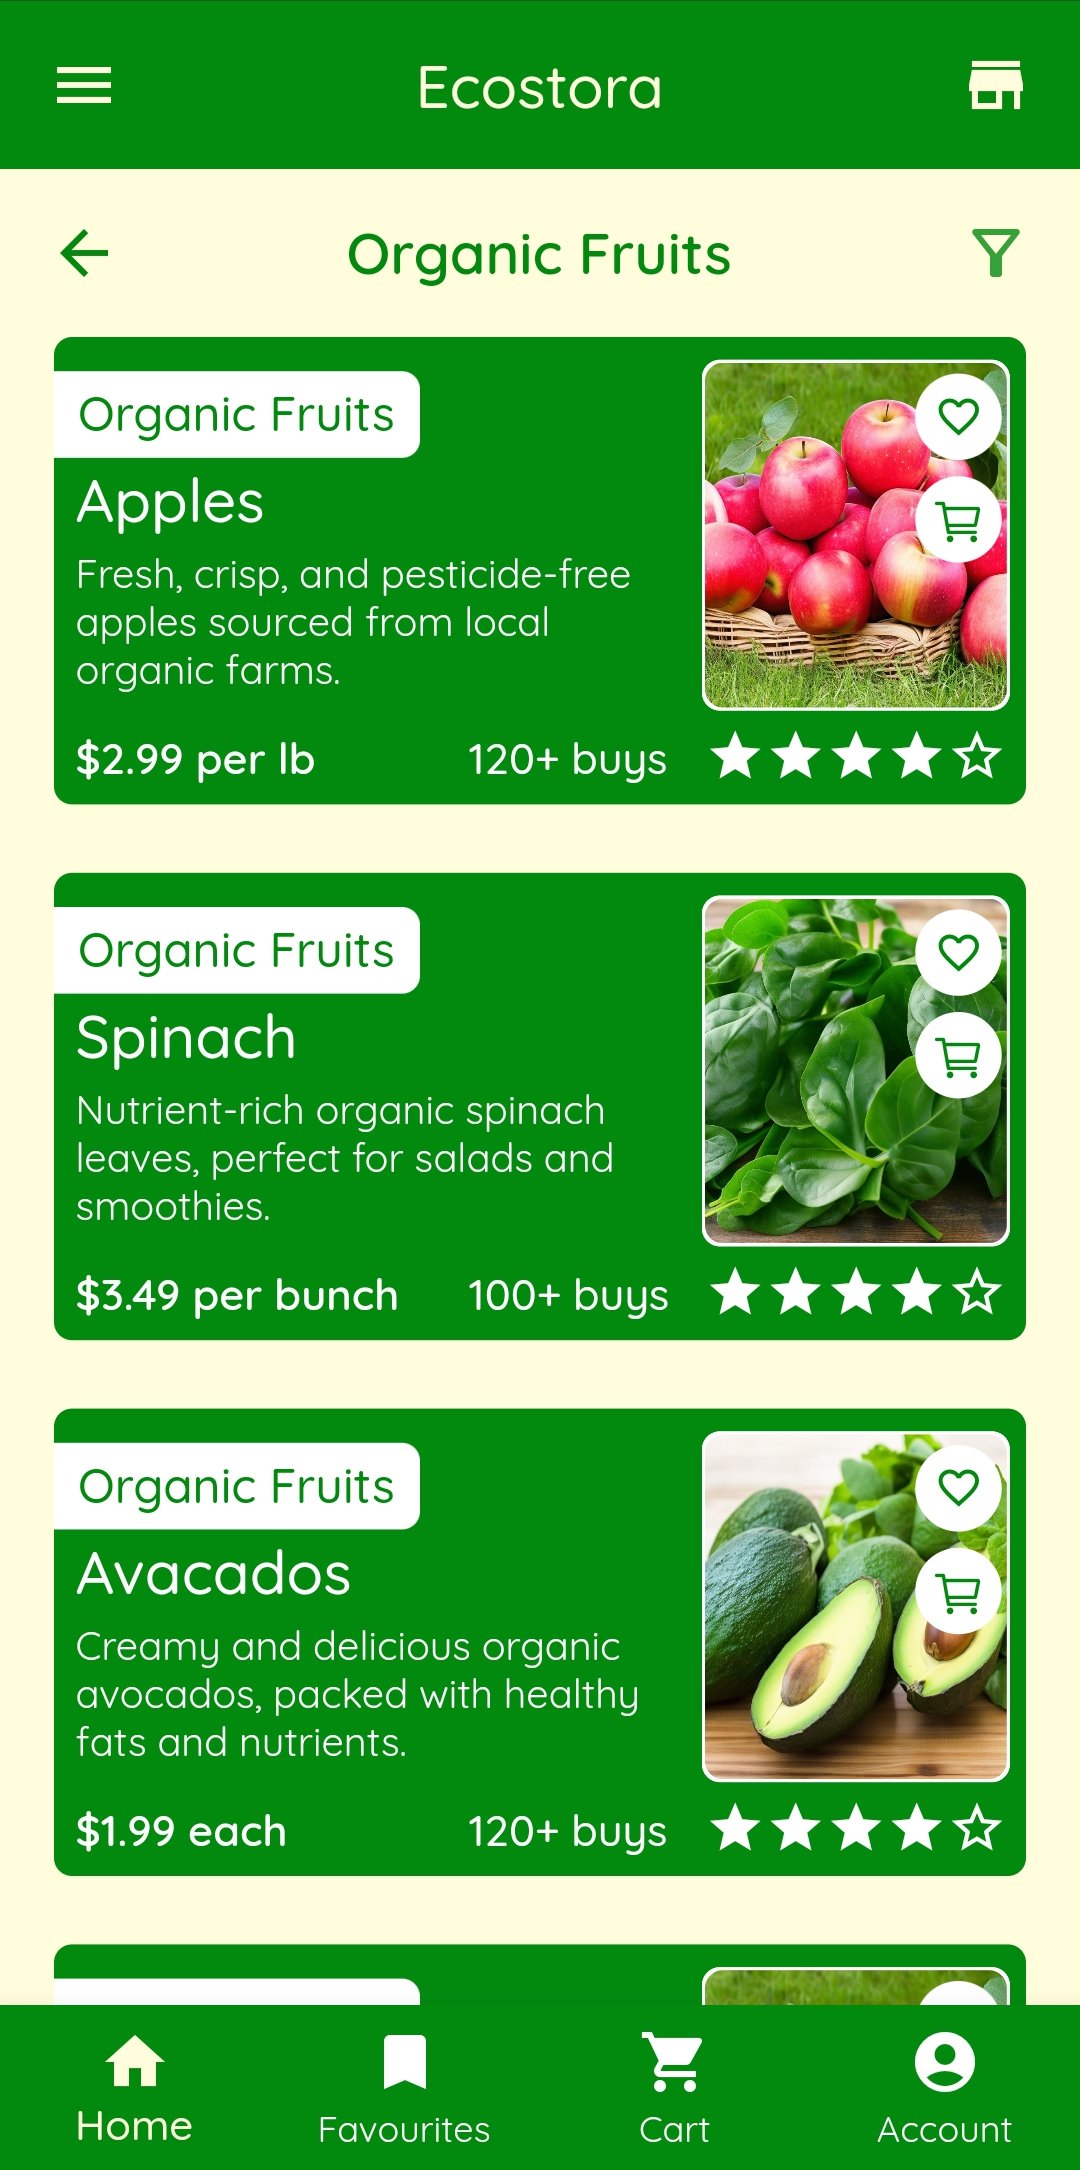 Ecostora
Organic Fruits
Organic Fruits
Apples
Fresh, crisp, and pesticide-free
apples sourced from local
organic farms.
$2.99 per lb
120+ buys
Organic Fruits
Spinach
Nutrient-rich organic spinach
leaves, perfect for salads and
smoothies.
$3.49 per bunch
100+ buys
Organic Fruits
Avacados
Creamy and delicious organic
avocados, packed with healthy
fats and nutrients.
$1.99 each
120+ buys
Home
Favourites
Cart
Account